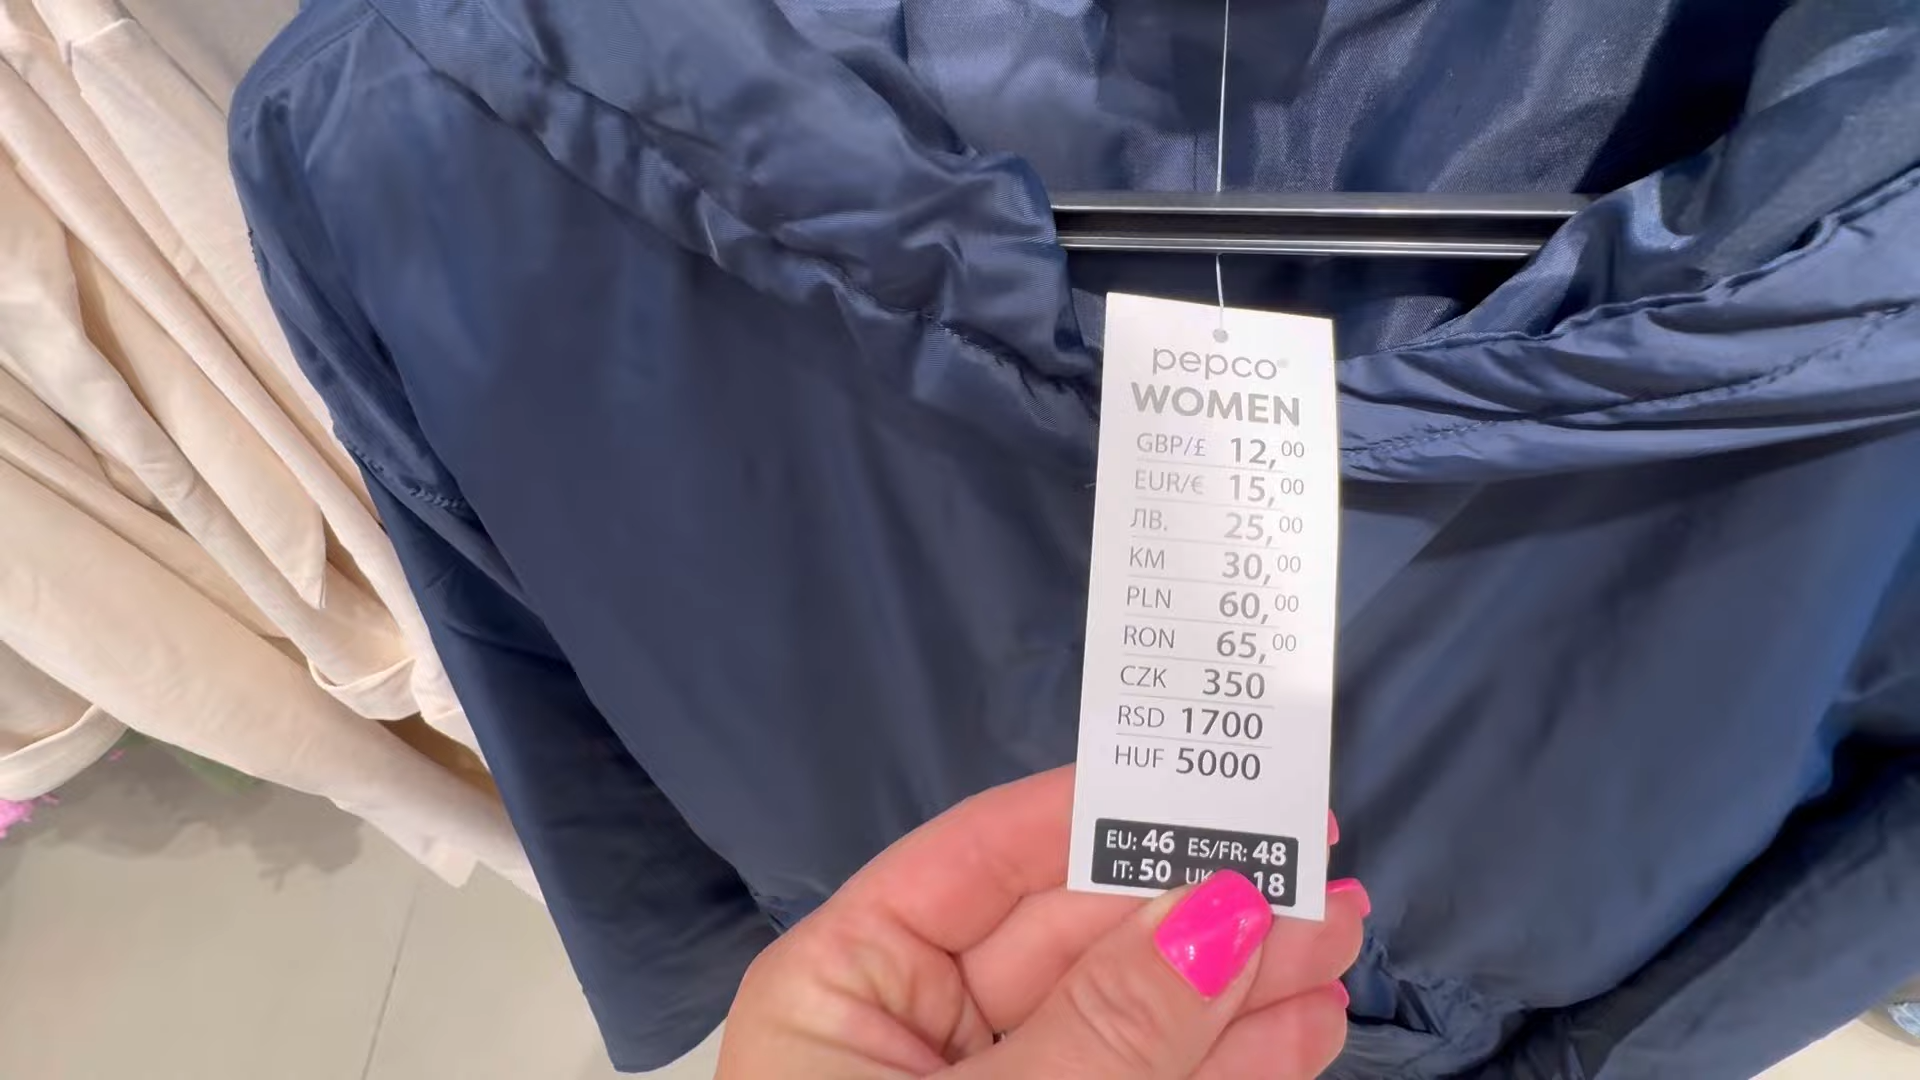 pepco®
WOMEN
GBP/£ 12,00
EUR/€ 15,00
ЛВ. 25,00
KM 30,00
PLN 60,00
RON 65,00
CZK 350
RSD 1700
HUF 5000
EU: 46 ES/FR: 48
IT: 50 18